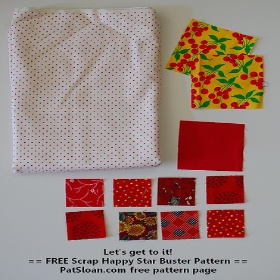 Let's get to it!
== FREE Scrap Happy Star Buster Pattern ==
PatSloan.com free pattern page